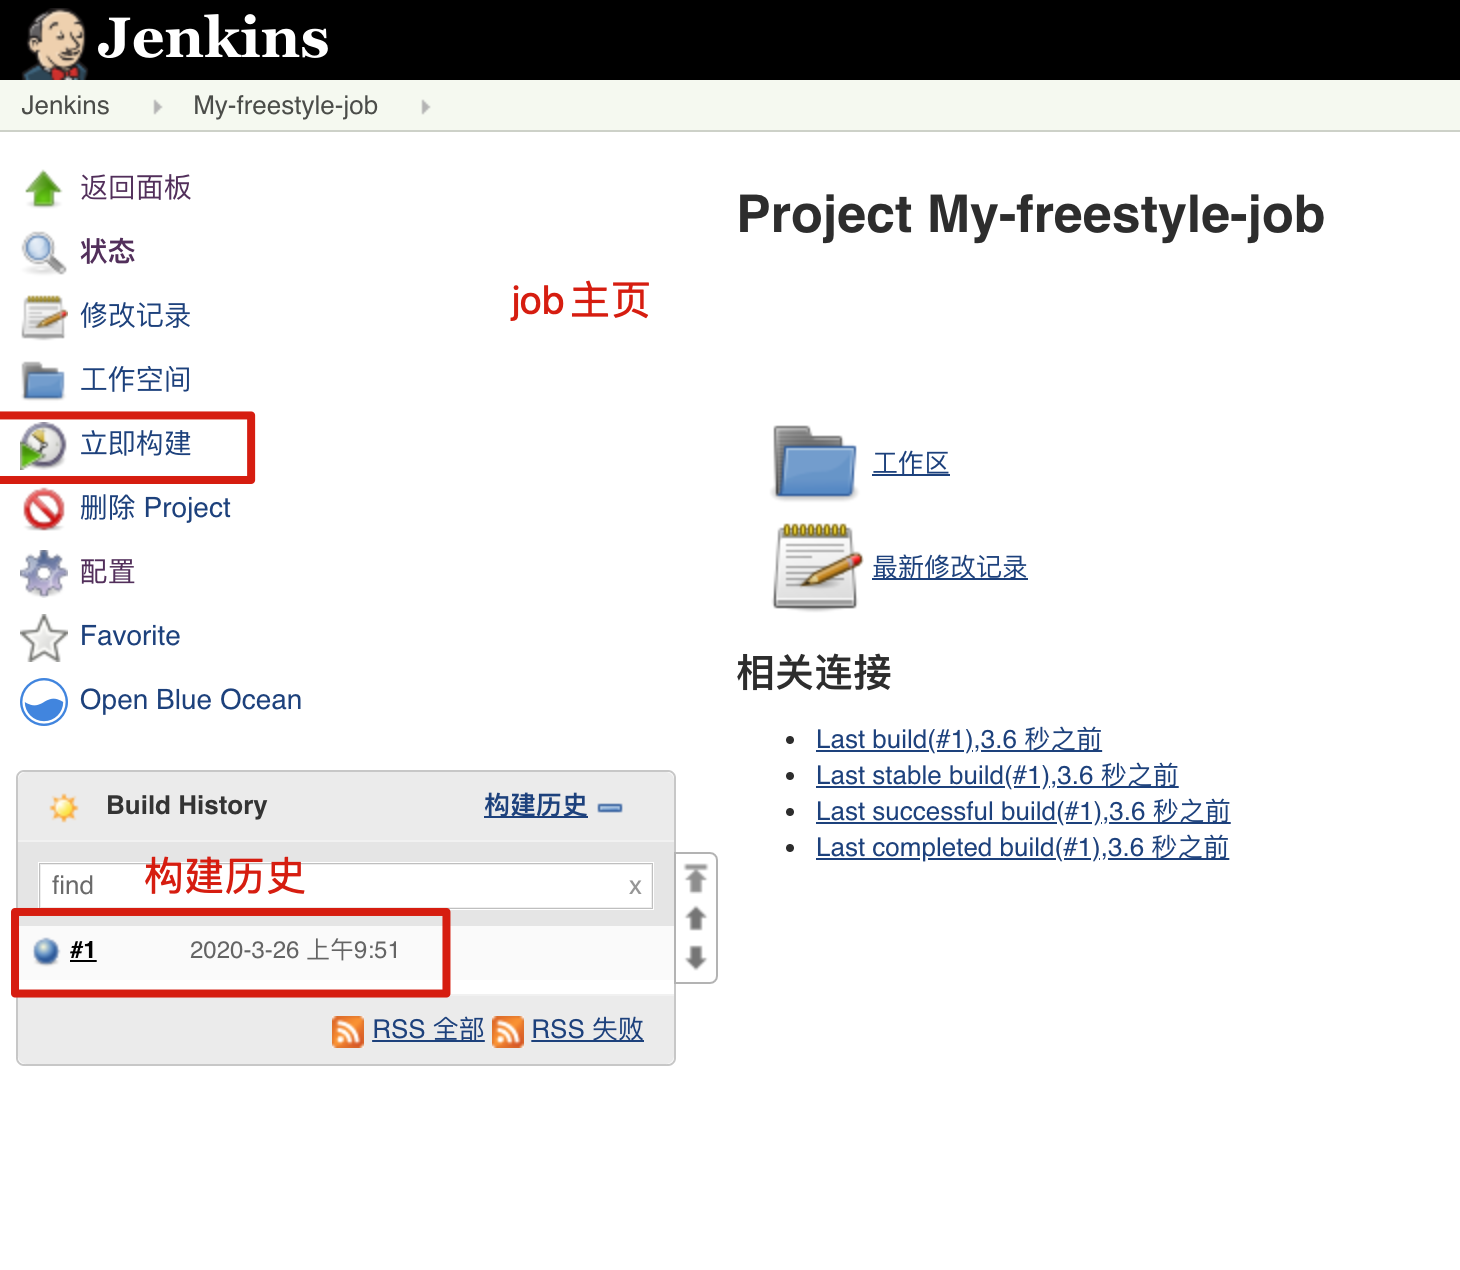 Jenkins
Jenkins
My-freestyle-job
返回面板
状态
修改记录
工作空间
立即构建
删除 Project
配置
Favorite
Open Blue Ocean
job主页
Build History
构建历史
find
构建历史
x
#1
2020-3-26 上午9:51
RSS 全部
RSS 失败
Project My-freestyle-job
工作区
最新修改记录
相关连接
Last build(#1),3.6 秒之前
Last stable build(#1),3.6 秒之前
Last successful build(#1),3.6 秒之前
Last completed build(#1),3.6 秒之前